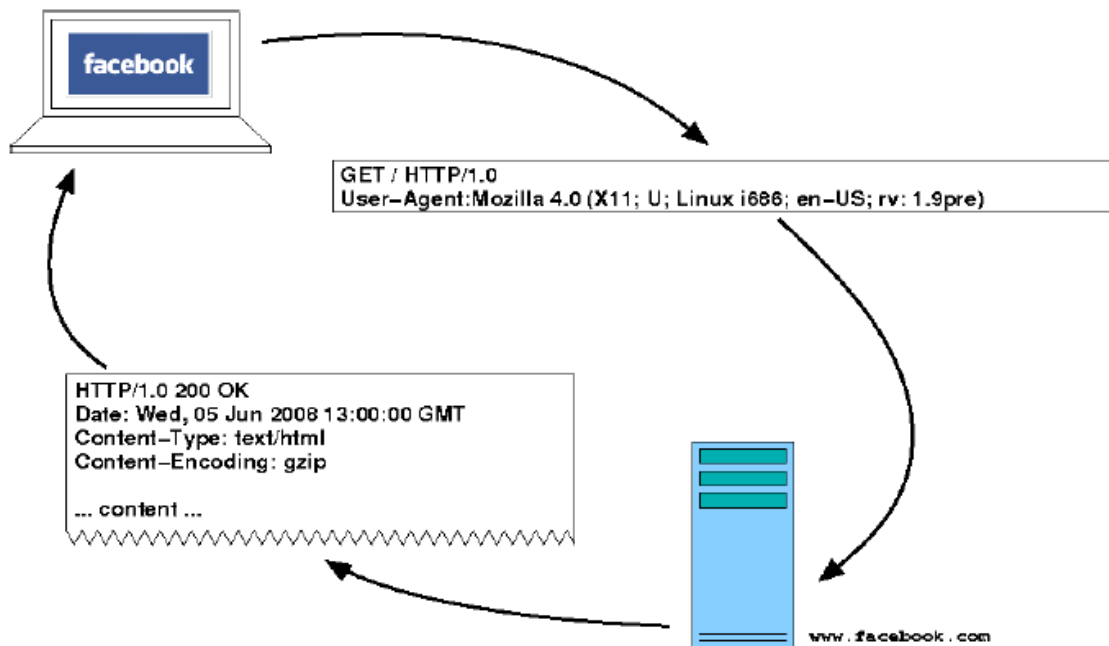 facebook
GET / HTTP/1.0
User-Agent:Mozilla 4.0 (X11; U; Linux i686; en-US; rv: 1.9pre)
HTTP/1.0 200 OK
Date: Wed, 05 Jun 2008 13:00:00 GMT
Content-Type: text/html
Content-Encoding: gzip
... content ...
www.facebook.com